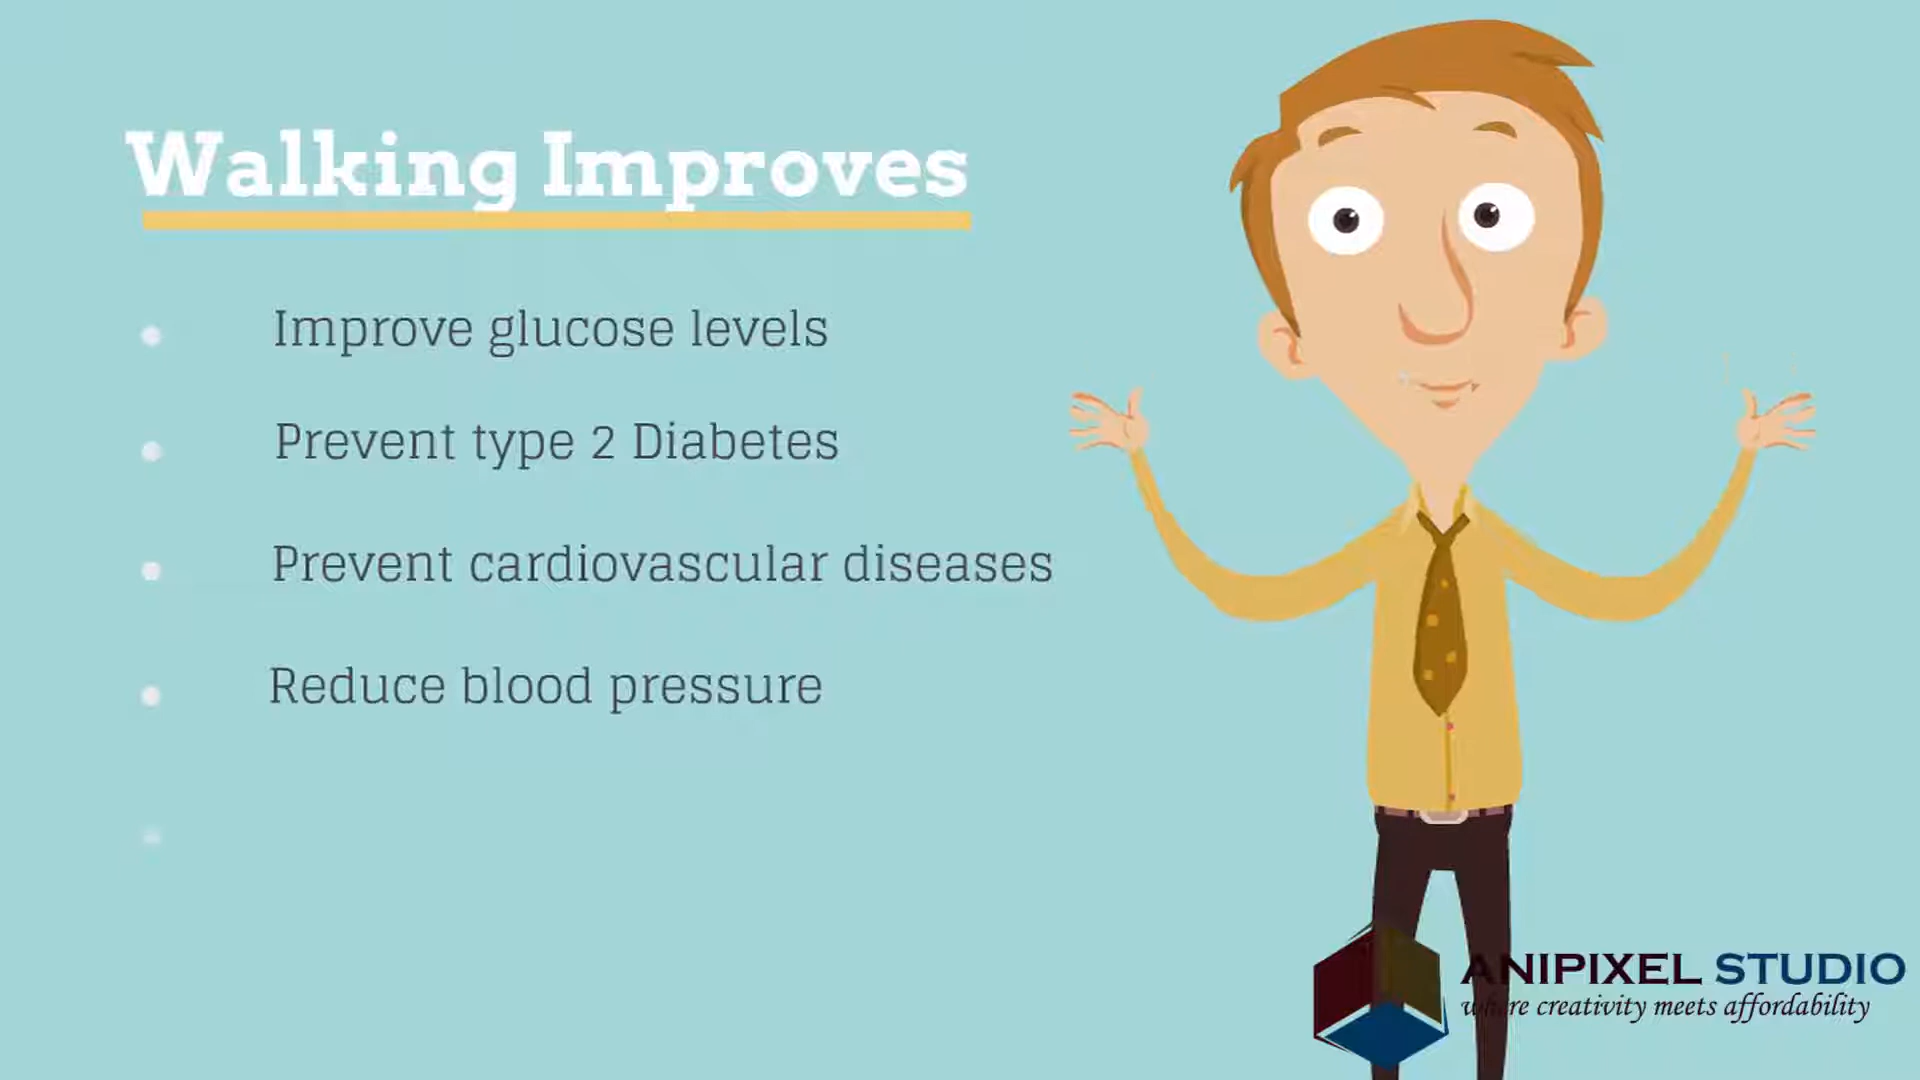 Walking Improves
Improve glucose levels
Prevent type 2 Diabetes
Prevent cardiovascular diseases
Reduce blood pressure
ANIPIXEL STUDIO
where creativity meets affordability